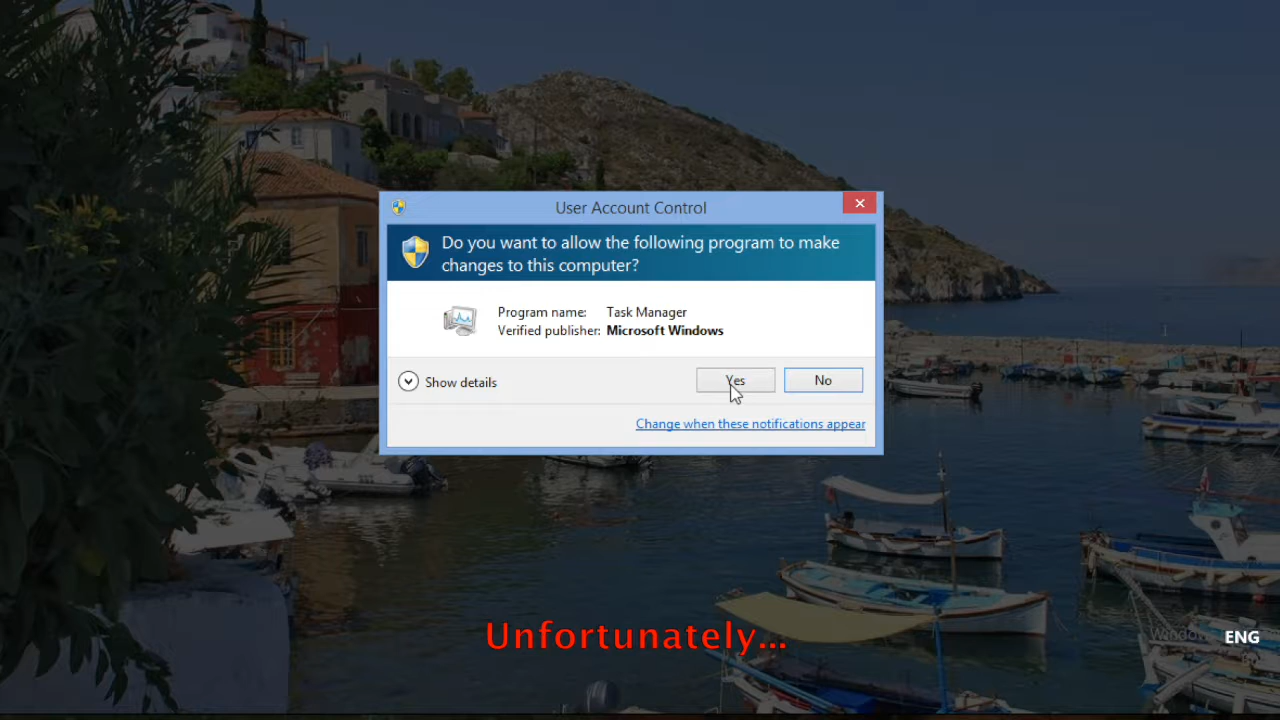 User Account Control
Do you want to allow the following program to make
changes to this computer?
Program name: Task Manager
Verified publisher: Microsoft Windows
Show details
Yes
No
Change when these notifications appear
Unfortunately...
Windows
ENG